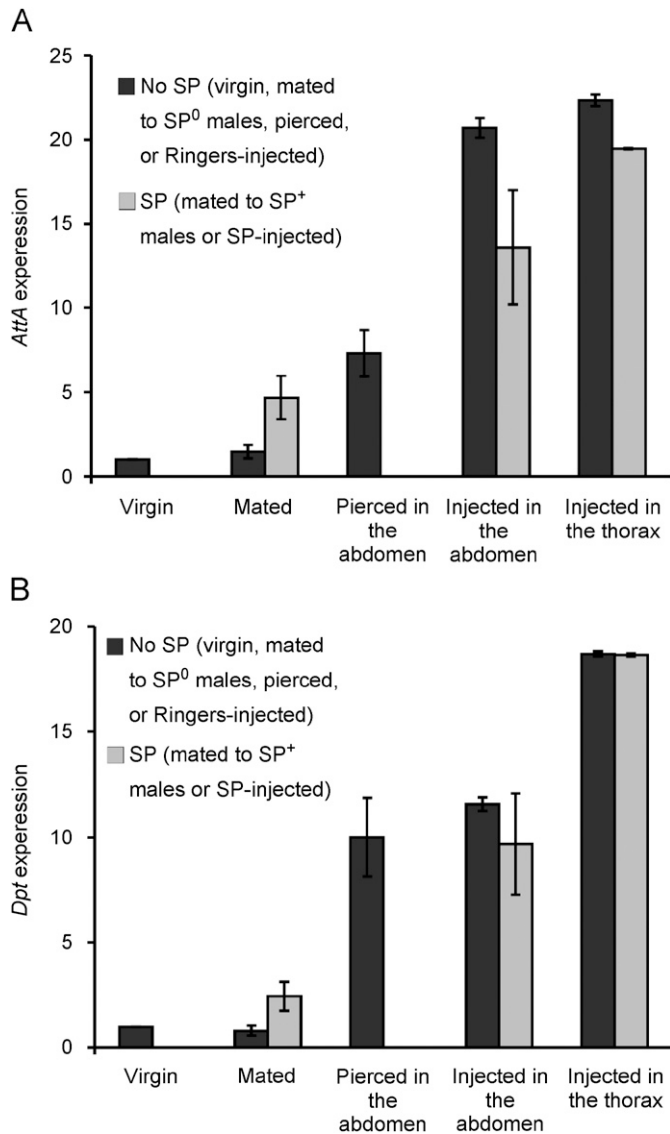 A
25
20
15
10
5
0
AttA experession
No SP (virgin, mated
to SP⁰ males, pierced,
or Ringers-injected)
SP (mated to SP⁺
males or SP-injected)
Virgin
Mated
Pierced in
the
abdomen
Injected in
the
abdomen
Injected in
the thorax
B
20
15
10
5
0
Dpt experession
No SP (virgin, mated
to SP⁰ males, pierced,
or Ringers-injected)
SP (mated to SP⁺
males or SP-injected)
Virgin
Mated
Pierced in
the
abdomen
Injected in
the
abdomen
Injected in
the thorax